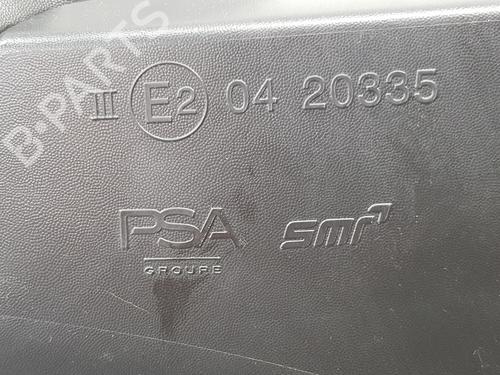 B-PARTS
III E2 04 20335
PSA smr
GROUPE